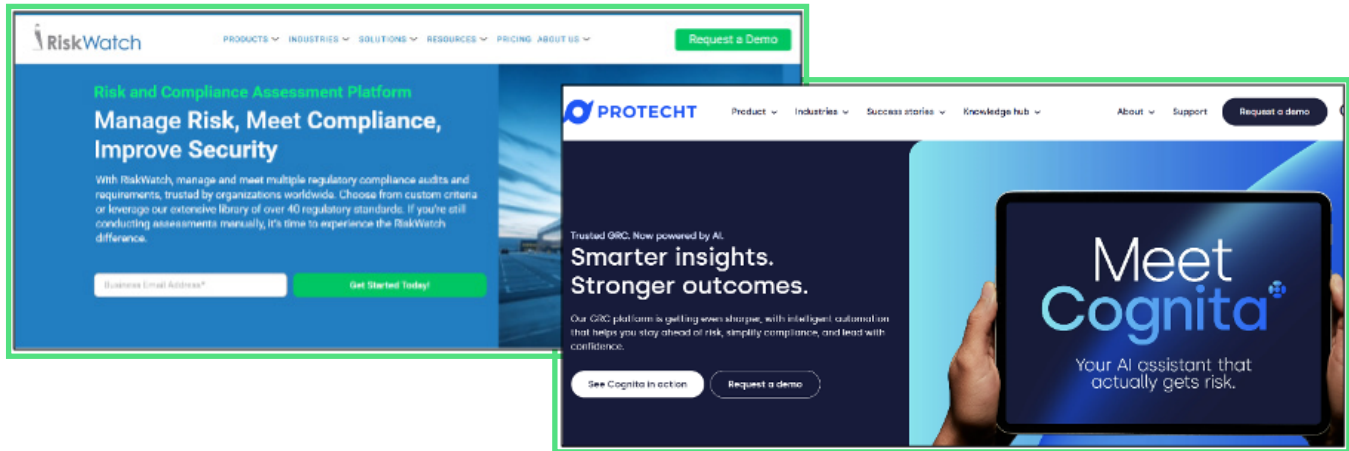 RiskWatch
PRODUCTS INDUSTRIES SOLUTIONS RESOURCES PRICING ABOUT US
Request a Demo
Risk and Compliance Assessment Platform
Manage Risk, Meet Compliance,
Improve Security
With RiskWatch, manage and meet multiple regulatory compliance audits and
requirements, trusted by organizations worldwide. Choose from custom criteria
or leverage our extensive library of over 40 regulatory standards. If you're still
conducting assessments manually, it's time to experience the RiskWatch
difference.
Business Email Address*
Get Started Today!
PROTECHT
Product Industries Success stories Knowledge hub About Support Request a demo
Trusted GRC. Now powered by AI.
Smarter insights.
Stronger outcomes.
Our GRC platform is getting even sharper, with intelligent automation
that helps you stay ahead of risk, simplify compliance, and lead with
confidence.
See Cognita in action
Request a demo
Meet
Cognita
Your AI assistant that
actually gets risk.